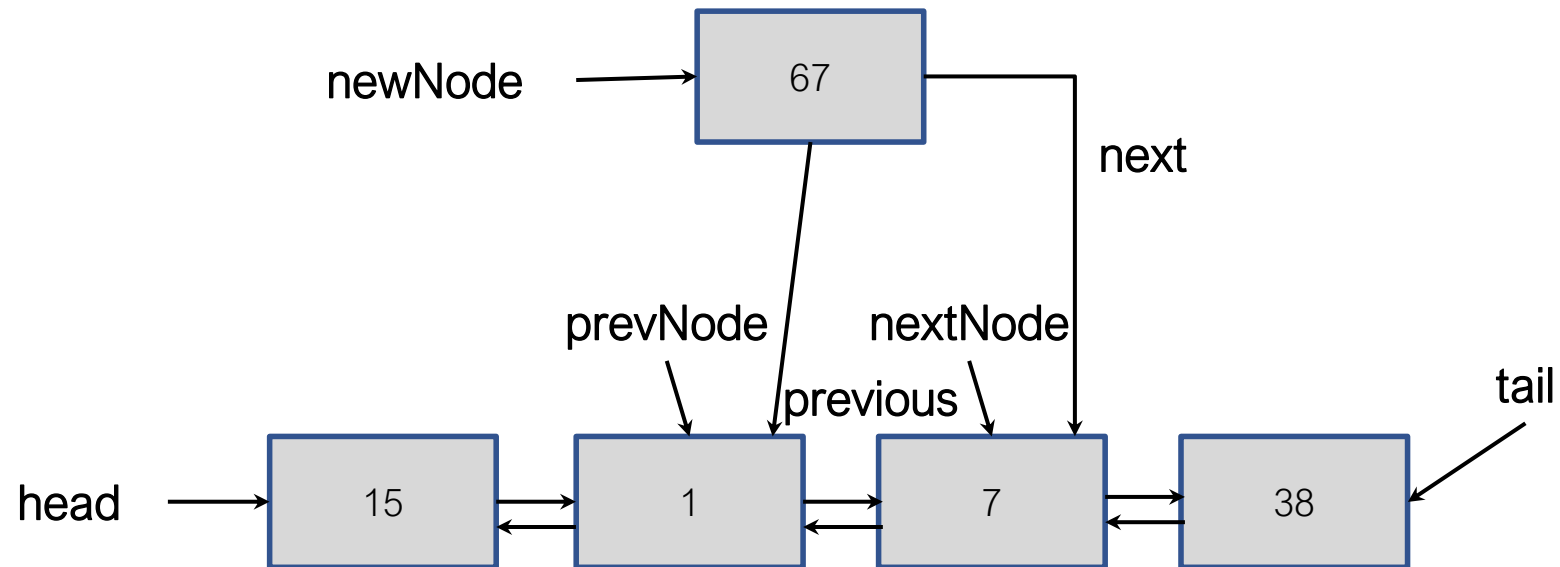 newNode
67
next
prevNode
nextNode
previous
tail
head
15
1
7
38